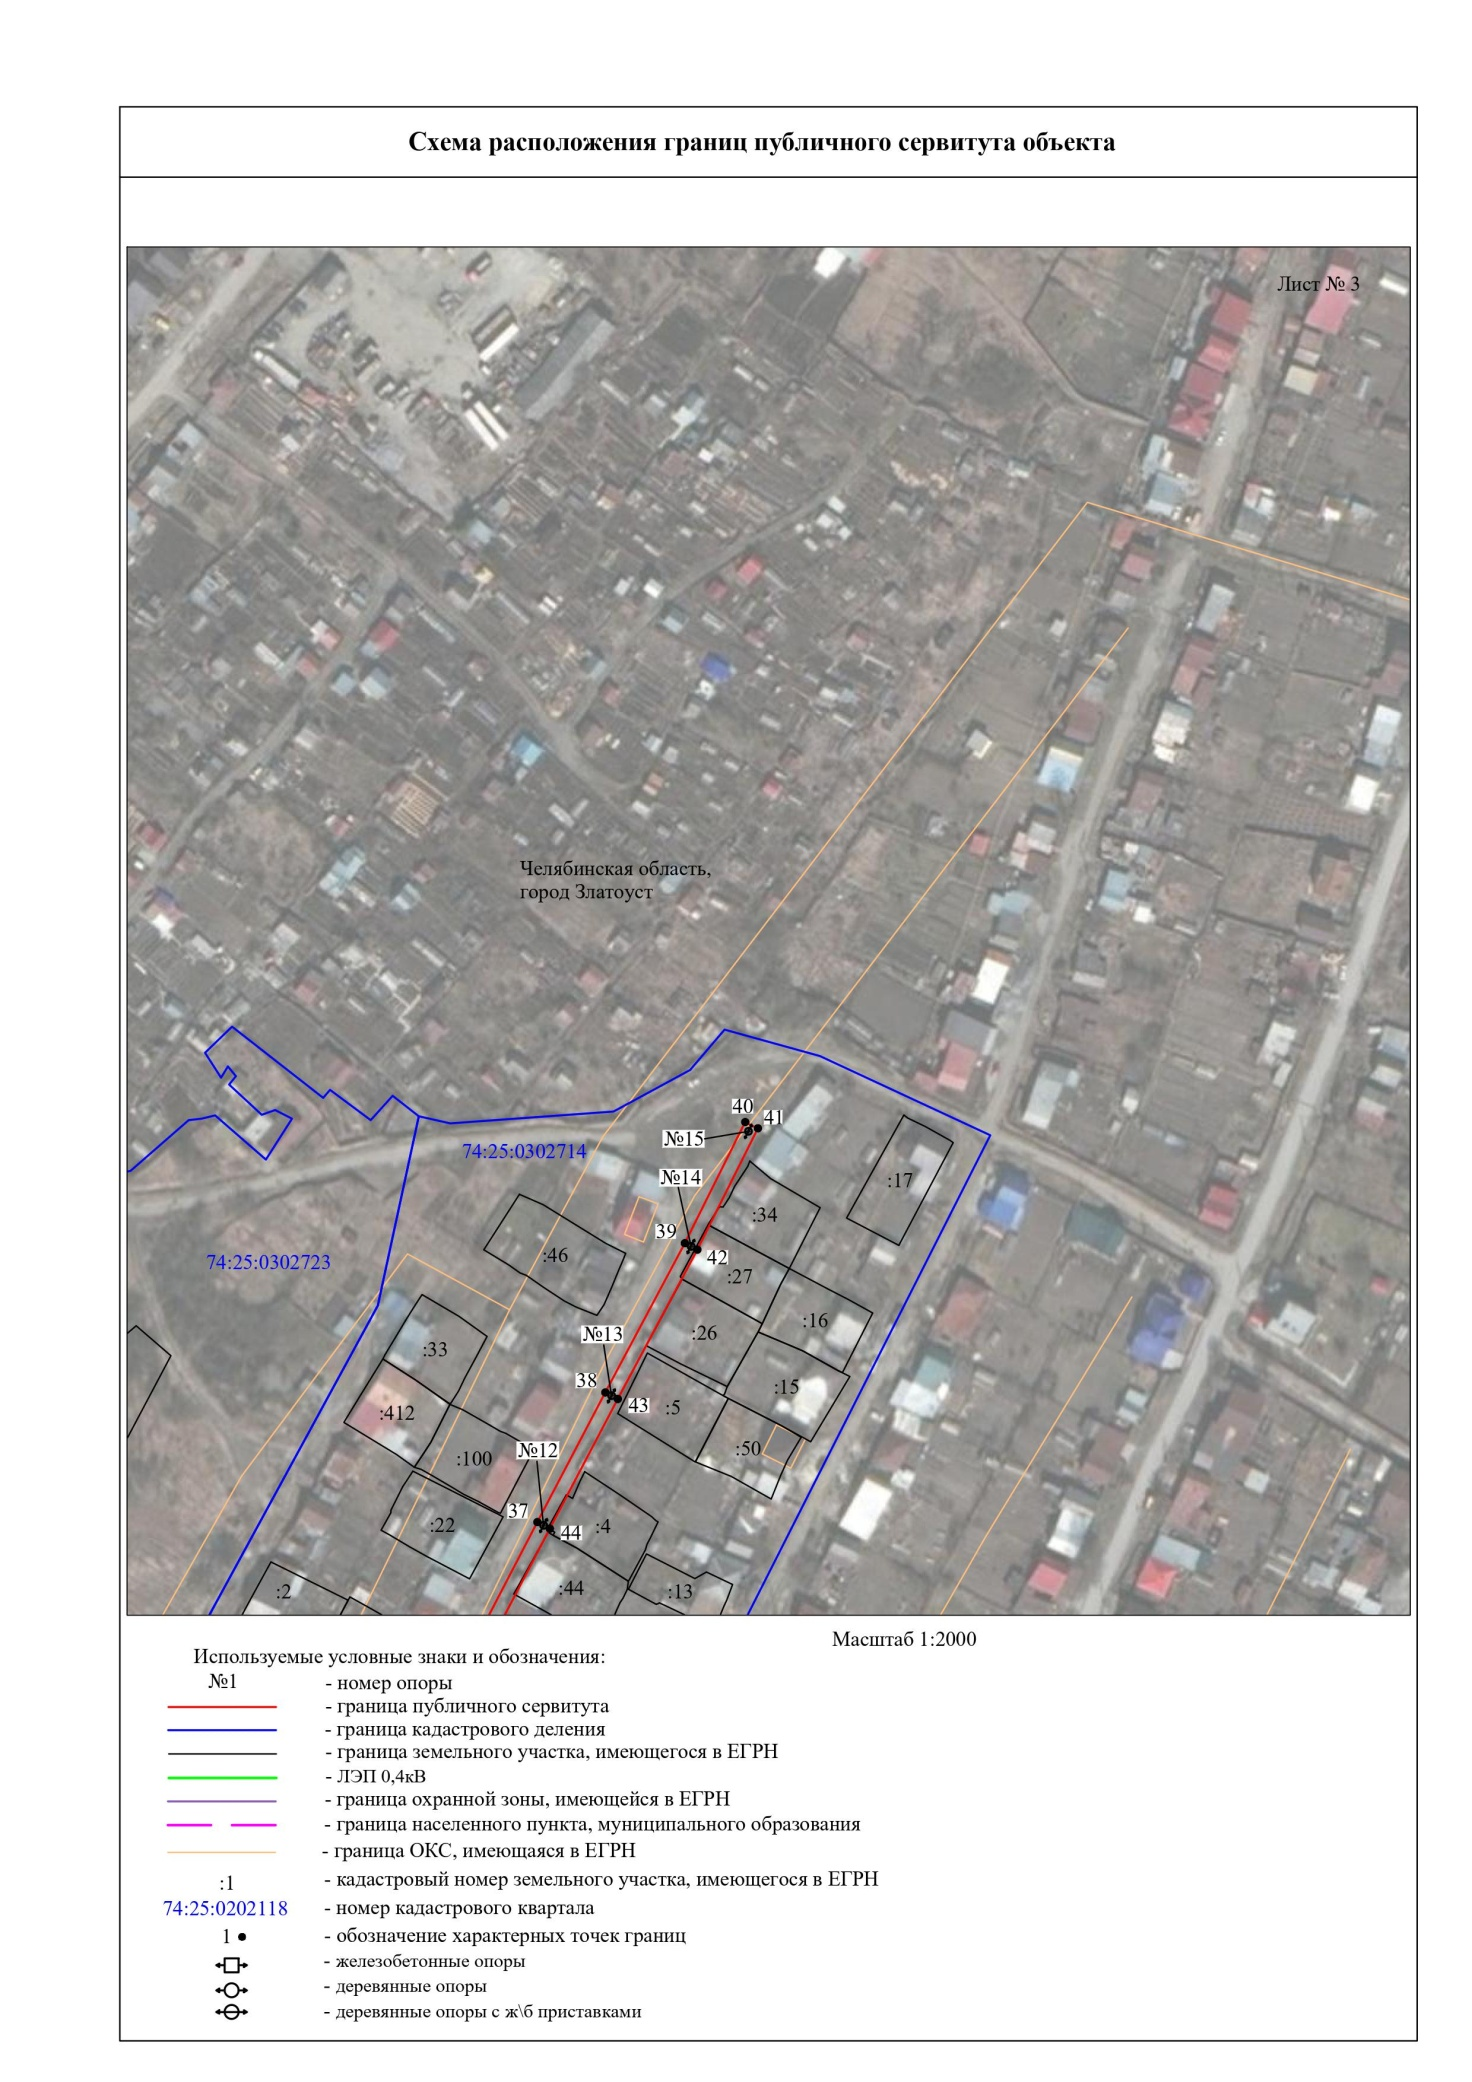 Схема расположения границ публичного сервитута объекта
Лист № 3
Челябинская область,
город Златоуст
40
41
№15
74:25:0302714
№14
:17
:34
39
42
:46
74:25:0302723
:27
:16
№13
:26
:33
38
:15
43
:5
:412
№12
:50
:100
37
44
:4
:22
:44
:13
:2
Масштаб 1:2000
Используемые условные знаки и обозначения:
№1 - номер опоры
- граница публичного сервитута
- граница кадастрового деления
- граница земельного участка, имеющегося в ЕГРН
- ЛЭП 0,4кВ
- граница охранной зоны, имеющейся в ЕГРН
- граница населенного пункта, муниципального образования
- граница ОКС, имеющаяся в ЕГРН
:1 - кадастровый номер земельного участка, имеющегося в ЕГРН
74:25:0202118 - номер кадастрового квартала
1 - обозначение характерных точек границ
- железобетонные опоры
- деревянные опоры
- деревянные опоры с ж\б приставками